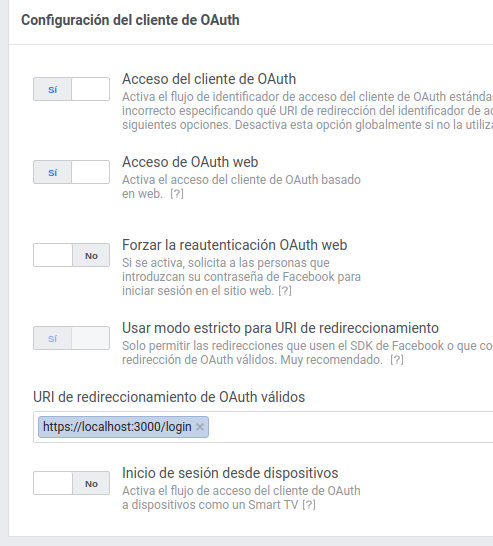 Configuración del cliente de OAuth
Sí
Acceso del cliente de OAuth
Activa el flujo de identificador de acceso del cliente de OAuth estánda
incorrecto especificando qué URI de redirección del identificador de ac
siguientes opciones. Desactiva esta opción globalmente si no la utiliza
Sí
Acceso de OAuth web
Activa el acceso del cliente de OAuth basado
en web. [?]
No
Forzar la reautenticación OAuth web
Si se activa, solicita a las personas que
introduzcan su contraseña de Facebook para
iniciar sesión en el sitio web. [?]
Sí
Usar modo estricto para URI de redireccionamiento
Solo permitir las redirecciones que usen el SDK de Facebook o que co
redirección de OAuth válidos. Muy recomendado. [?]
URI de redireccionamiento de OAuth válidos
https://localhost:3000/login ×
No
Inicio de sesión desde dispositivos
Activa el flujo de acceso del cliente de OAuth
a dispositivos como un Smart TV [?]